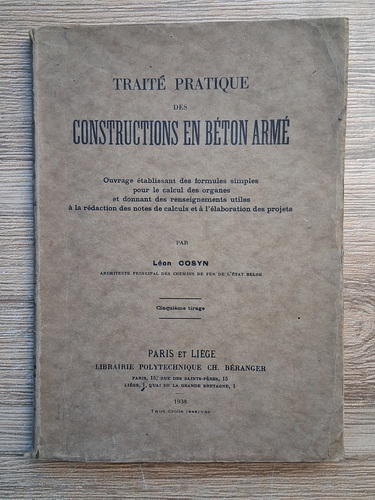 TRAITÉ PRATIQUE
DES
CONSTRUCTIONS EN BÉTON ARMÉ
Ouvrage établissant des formules simples
pour le calcul des organes
et donnant des renseignements utiles
à la rédaction des notes de calculs et à l'élaboration des projets
PAR
Léon COSYN
ARCHITECTE PRINCIPAL DES CHEMINS DE FER DE L'ÉTAT BELGE
Cinquième tirage
PARIS ET LIÉGE
LIBRAIRIE POLYTECHNIQUE CH. BÉRANGER
PARIS, 15, RUE DES SAINTS-PÈRES, 15
LIÉGE, 1, QUAI DE LA GRANDE BRETAGNE, 1
1938
Tous droits réservés